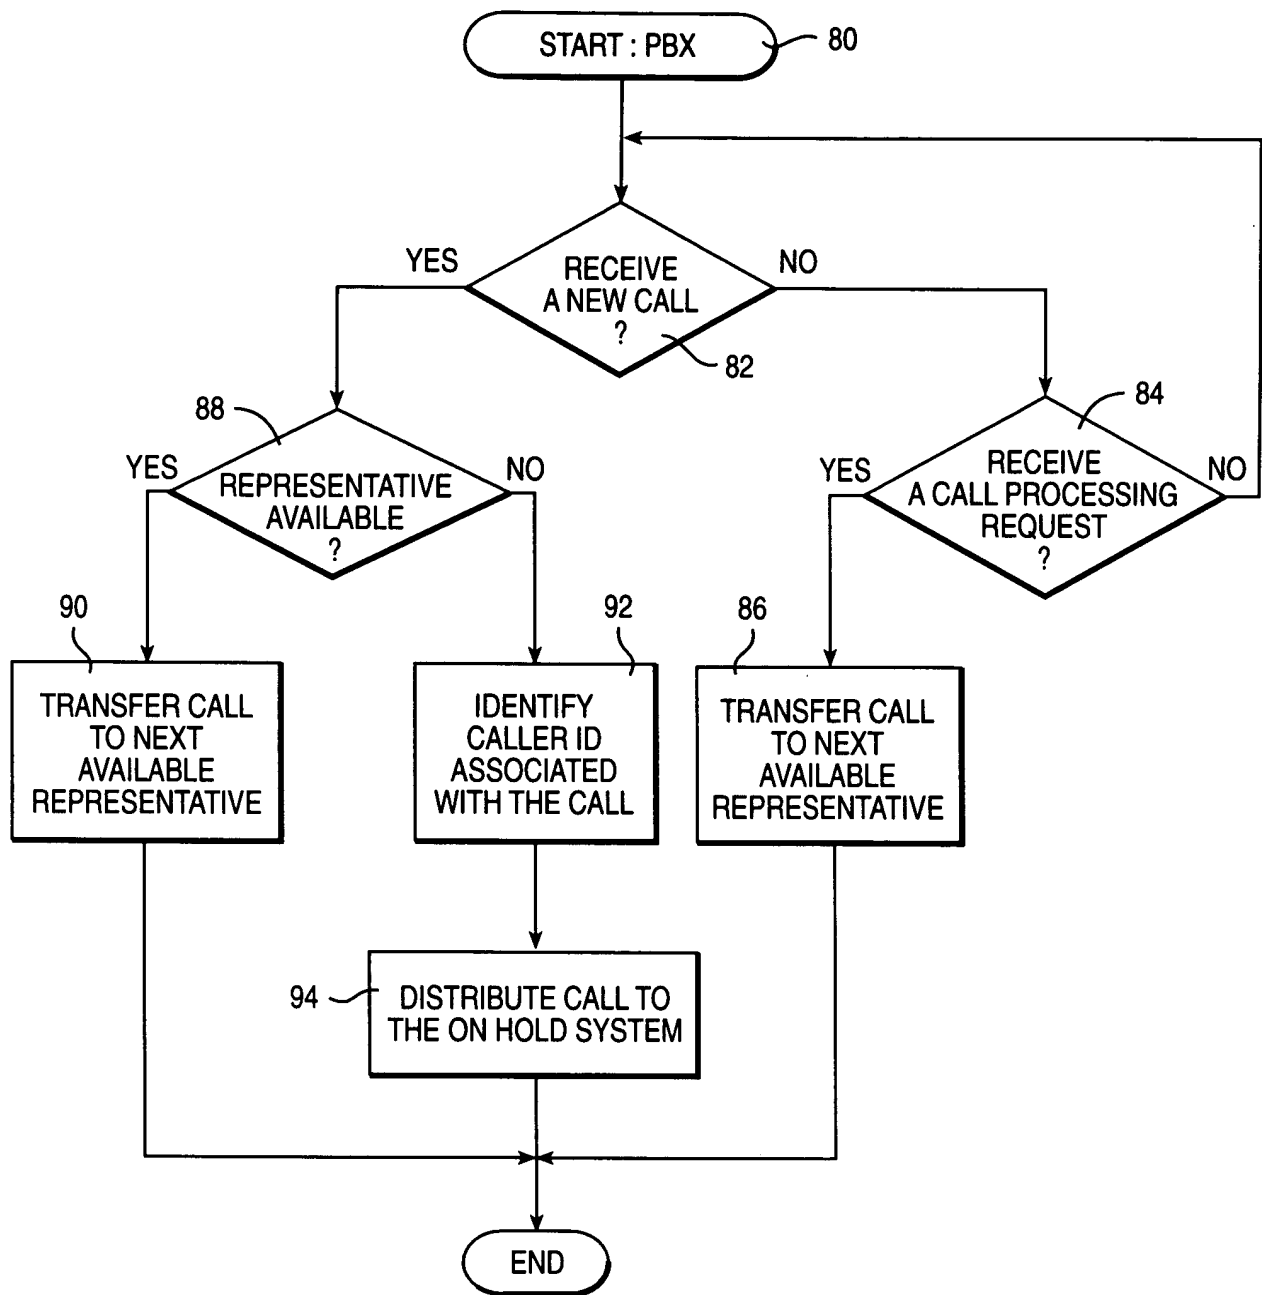 START : PBX
80
YES
RECEIVE
A NEW CALL
?
NO
82
88
YES
REPRESENTATIVE
AVAILABLE
?
NO
84
YES
RECEIVE
A CALL PROCESSING
REQUEST
?
NO
90
TRANSFER CALL
TO NEXT
AVAILABLE
REPRESENTATIVE
92
IDENTIFY
CALLER ID
ASSOCIATED
WITH THE CALL
86
TRANSFER CALL
TO NEXT
AVAILABLE
REPRESENTATIVE
94
DISTRIBUTE CALL TO
THE ON HOLD SYSTEM
END